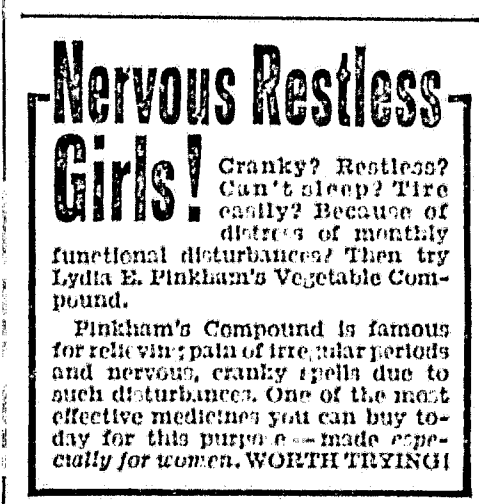 Nervous Restless
Girls!
Cranky? Restless?
Can't sleep? Tire
easily? Because of
distress of monthly
functional disturbances? Then try
Lydia E. Pinkham's Vegetable Com-
pound.
Pinkham's Compound is famous
for relieving pain of irregular periods
and nervous, cranky spells due to
such disturbances. One of the most
effective medicines you can buy to-
day for this purpose—made espe-
cially for women. WORTH TRYING!